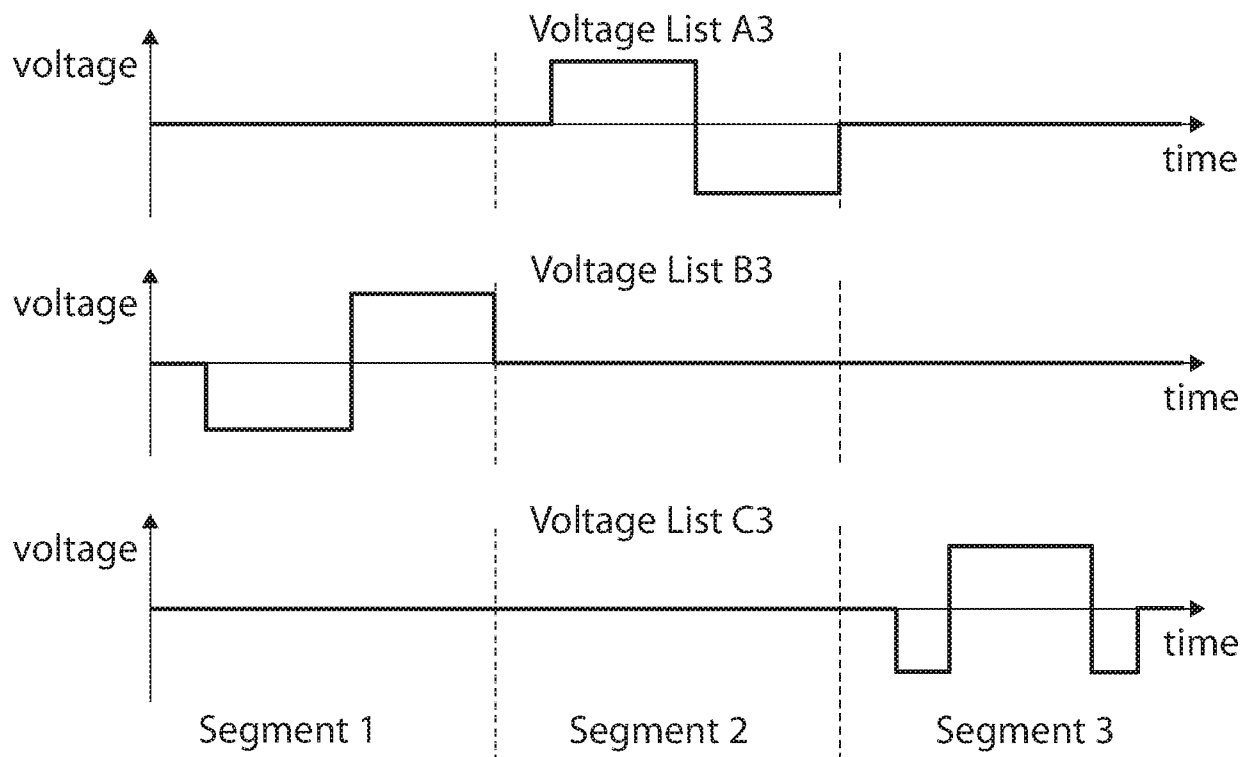 Voltage List A3
voltage
time
Voltage List B3
voltage
time
Voltage List C3
voltage
time
Segment 1 Segment 2 Segment 3